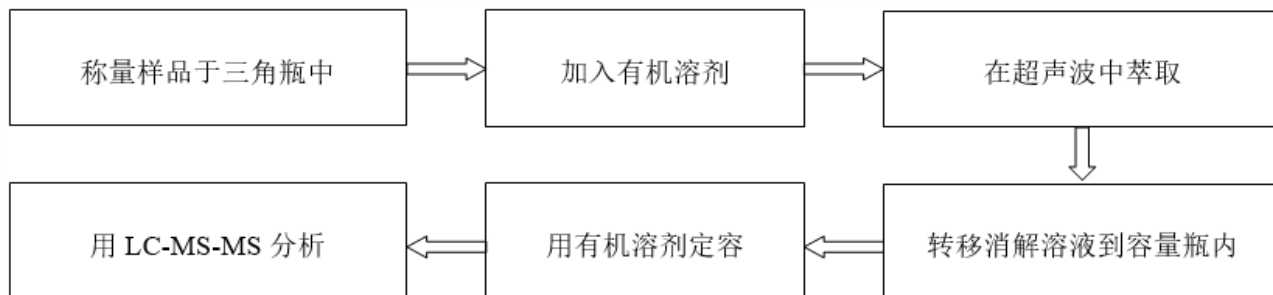 称量样品于三角瓶中
加入有机溶剂
在超声波中萃取
转移消解溶液到容量瓶内
用有机溶剂定容
用 LC-MS-MS 分析